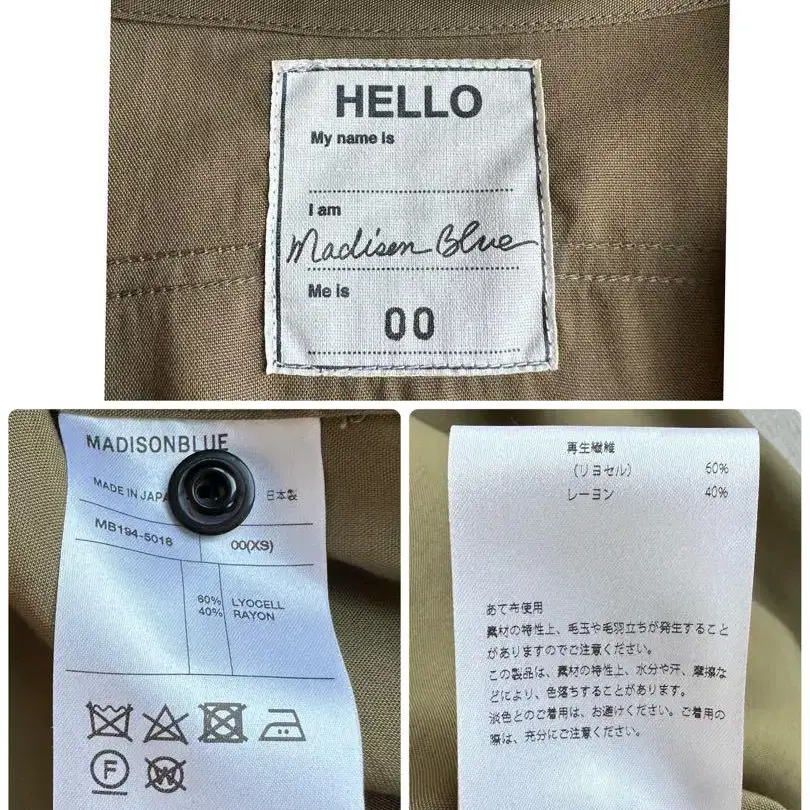 HELLO
My name is
I am
Madison Blue
Me is
00
MADISONBLUE
MADE IN JAPA 日本製
MB194-5018 00(XS)
60% LYOCELL
40% RAYON
F
W
再生繊維
(リヨセル) 60%
レーヨン 40%
あて布使用
素材の特性上、毛玉や毛羽立ちが発生すること
がありますのでご注意ください。
この製品は、素材の特性上、水分や汗、摩擦な
どにより、色落ちすることがあります。
淡色とのご着用は、お避けください。ご着用の
際は、充分にご注意ください。